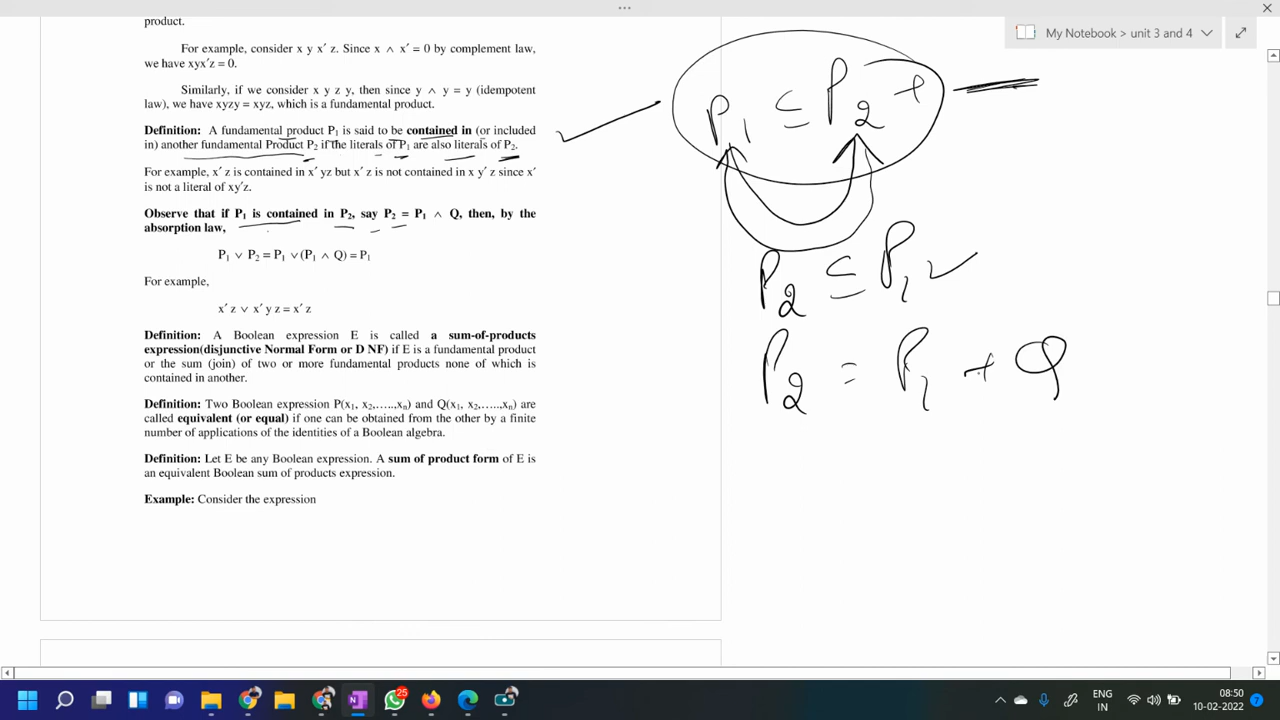 product.
For example, consider x y x′ z. Since x ∧ x′ = 0 by complement law,
we have xyx′z = 0.
Similarly, if we consider x y z y, then since y ∧ y = y (idempotent
law), we have xyzy = xyz, which is a fundamental product.
Definition: A fundamental product P₁ is said to be contained in (or included
in) another fundamental Product P₂ if the literals of P₁ are also literals of P₂.
For example, x′ z is contained in x′ yz but x′ z is not contained in x y′ z since x′
is not a literal of xy′z.
Observe that if P₁ is contained in P₂, say P₂ = P₁ ∧ Q, then, by the
absorption law,
P₁ ∨ P₂ = P₁ ∨ (P₁ ∧ Q) = P₁
For example,
x′ z ∨ x′ y z = x′ z
Definition: A Boolean expression E is called a sum-of-products
expression(disjunctive Normal Form or D NF) if E is a fundamental product
or the sum (join) of two or more fundamental products none of which is
contained in another.
Definition: Two Boolean expression P(x₁, x₂,…..,xₙ) and Q(x₁, x₂,…..,xₙ) are
called equivalent (or equal) if one can be obtained from the other by a finite
number of applications of the identities of a Boolean algebra.
Definition: Let E be any Boolean expression. A sum of product form of E is
an equivalent Boolean sum of products expression.
Example: Consider the expression
My Notebook > unit 3 and 4
P₁ ⊆ P₂
P₂ ⊆ P₁
P₂ = P₁ + Q
25
ENG
IN
08:50
10-02-2022